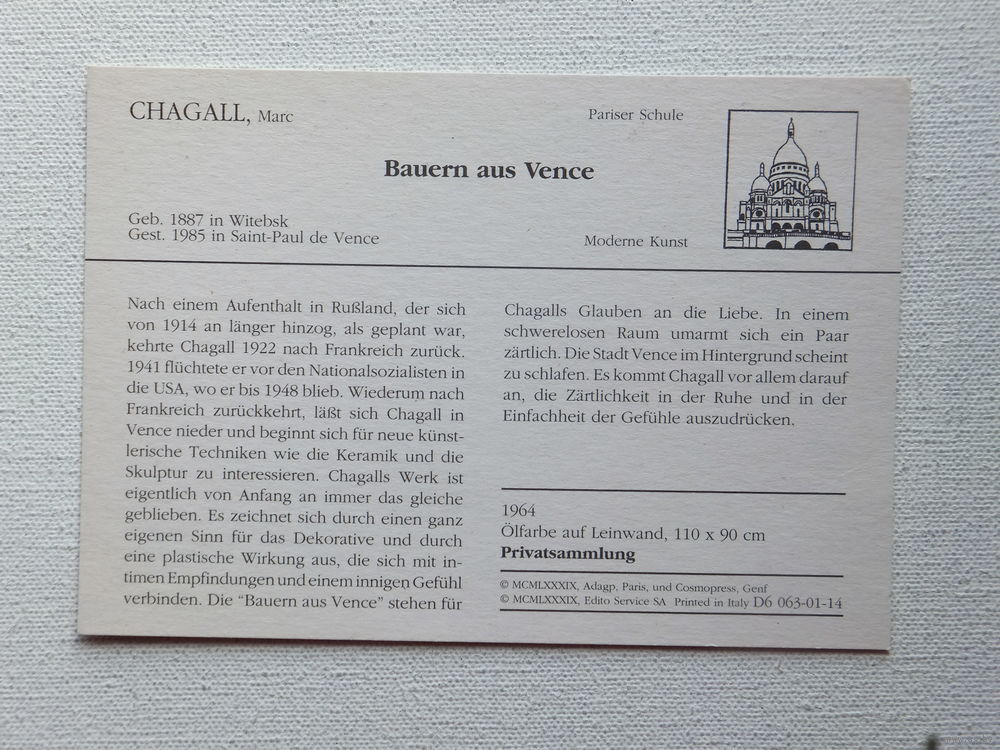 CHAGALL, Marc
Pariser Schule
Bauern aus Vence
Geb. 1887 in Witebsk
Gest. 1985 in Saint-Paul de Vence
Moderne Kunst
Nach einem Aufenthalt in Rußland, der sich
von 1914 an länger hinzog, als geplant war,
kehrte Chagall 1922 nach Frankreich zurück.
1941 flüchtete er vor den Nationalsozialisten in
die USA, wo er bis 1948 blieb. Wiederum nach
Frankreich zurückkehrt, läßt sich Chagall in
Vence nieder und beginnt sich für neue künst-
lerische Techniken wie die Keramik und die
Skulptur zu interessieren. Chagalls Werk ist
eigentlich von Anfang an immer das gleiche
geblieben. Es zeichnet sich durch einen ganz
eigenen Sinn für das Dekorative und durch
eine plastische Wirkung aus, die sich mit in-
timen Empfindungen und einem innigen Gefühl
verbinden. Die “Bauern aus Vence” stehen für
Chagalls Glauben an die Liebe. In einem
schwerelosen Raum umarmt sich ein Paar
zärtlich. Die Stadt Vence im Hintergrund scheint
zu schlafen. Es kommt Chagall vor allem darauf
an, die Zärtlichkeit in der Ruhe und in der
Einfachheit der Gefühle auszudrücken.
1964
Ölfarbe auf Leinwand, 110 x 90 cm
Privatsammlung
© MCMLXXXIX, Adagp, Paris, und Cosmopress, Genf
© MCMLXXXIX, Edito Service SA Printed in Italy D6 063-01-14